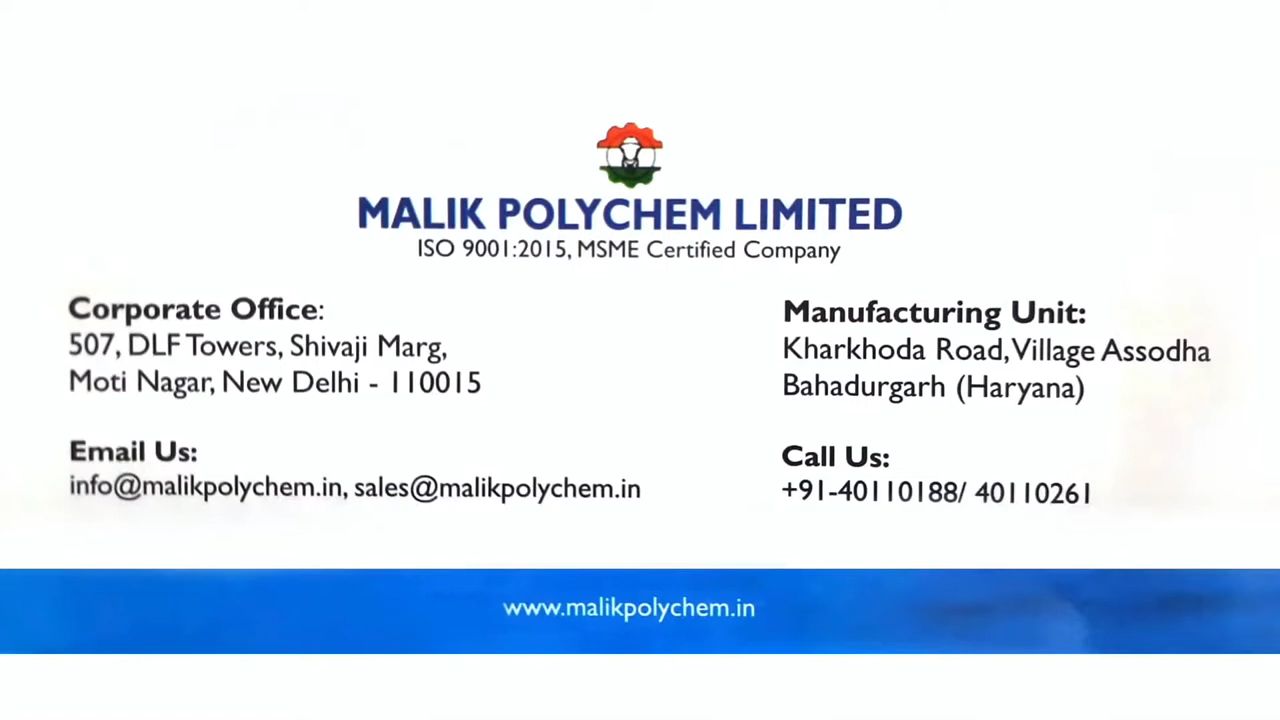 MALIK POLYCHEM LIMITED
ISO 9001:2015, MSME Certified Company
Corporate Office:
507, DLF Towers, Shivaji Marg,
Moti Nagar, New Delhi - 110015
Email Us:
info@malikpolychem.in, sales@malikpolychem.in
Manufacturing Unit:
Kharkhoda Road, Village Assodha
Bahadurgarh (Haryana)
Call Us:
+91-40110188/ 40110261
www.malikpolychem.in